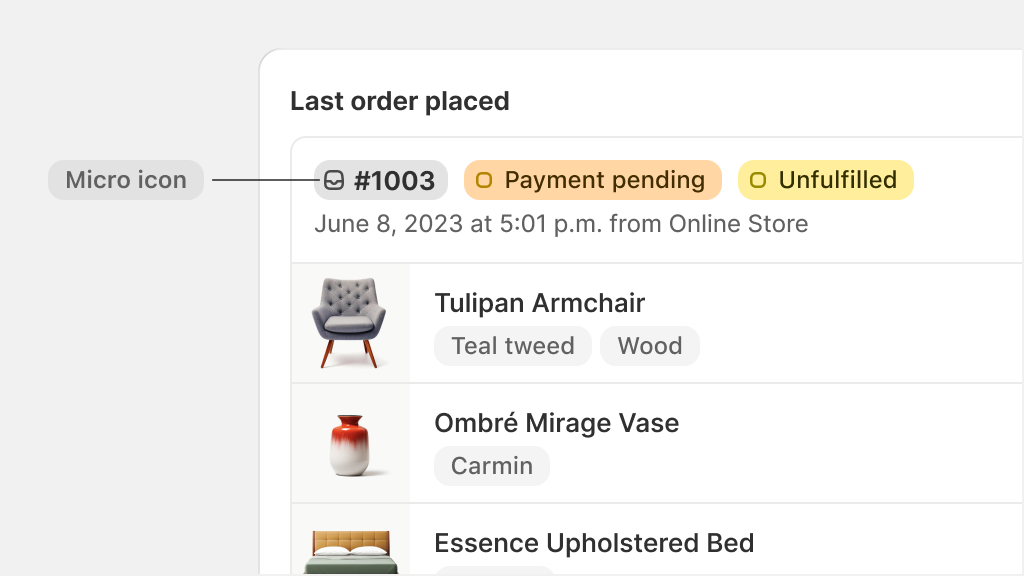 Last order placed
Micro icon #1003 Payment pending Unfulfilled
June 8, 2023 at 5:01 p.m. from Online Store
Tulipan Armchair
Teal tweed Wood
Ombré Mirage Vase
Carmin
Essence Upholstered Bed